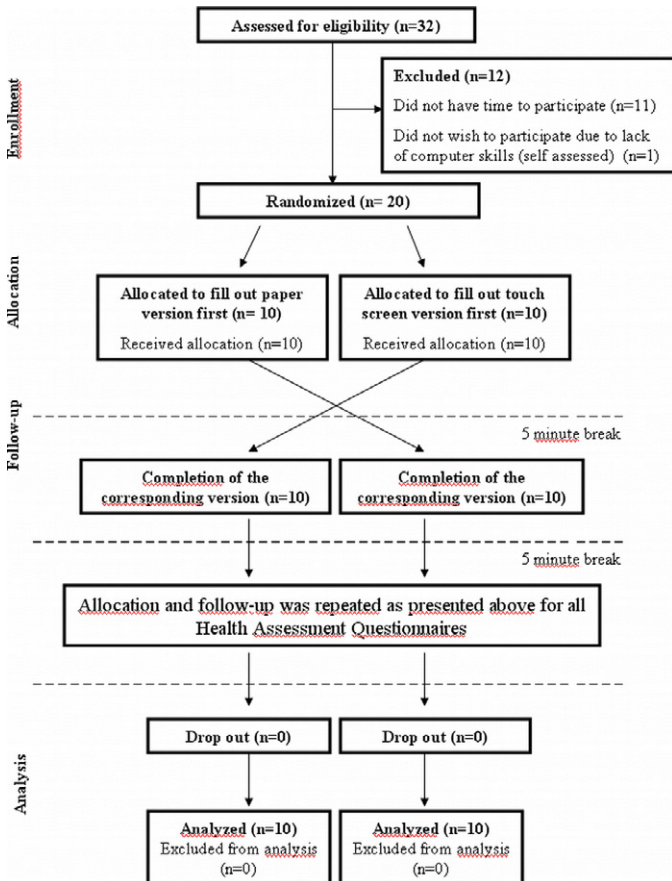 Assessed for eligibility (n=32)
Enrollment
Excluded (n=12)
Did not have time to participate (n=11)
Did not wish to participate due to lack
of computer skills (self assessed) (n=1)
Randomized (n= 20)
Allocation
Allocated to fill out paper
version first (n= 10)
Received allocation (n=10)
Allocated to fill out touch
screen version first (n=10)
Received allocation (n=10)
Follow-up
5 minute break
Completion of the
corresponding version (n=10)
Completion of the
corresponding version (n=10)
5 minute break
Allocation and follow-up was repeated as presented above for all
Health Assessment Questionnaires
Analysis
Drop out (n=0)
Drop out (n=0)
Analyzed (n=10)
Excluded from analysis
(n=0)
Analyzed (n=10)
Excluded from analysis
(n=0)